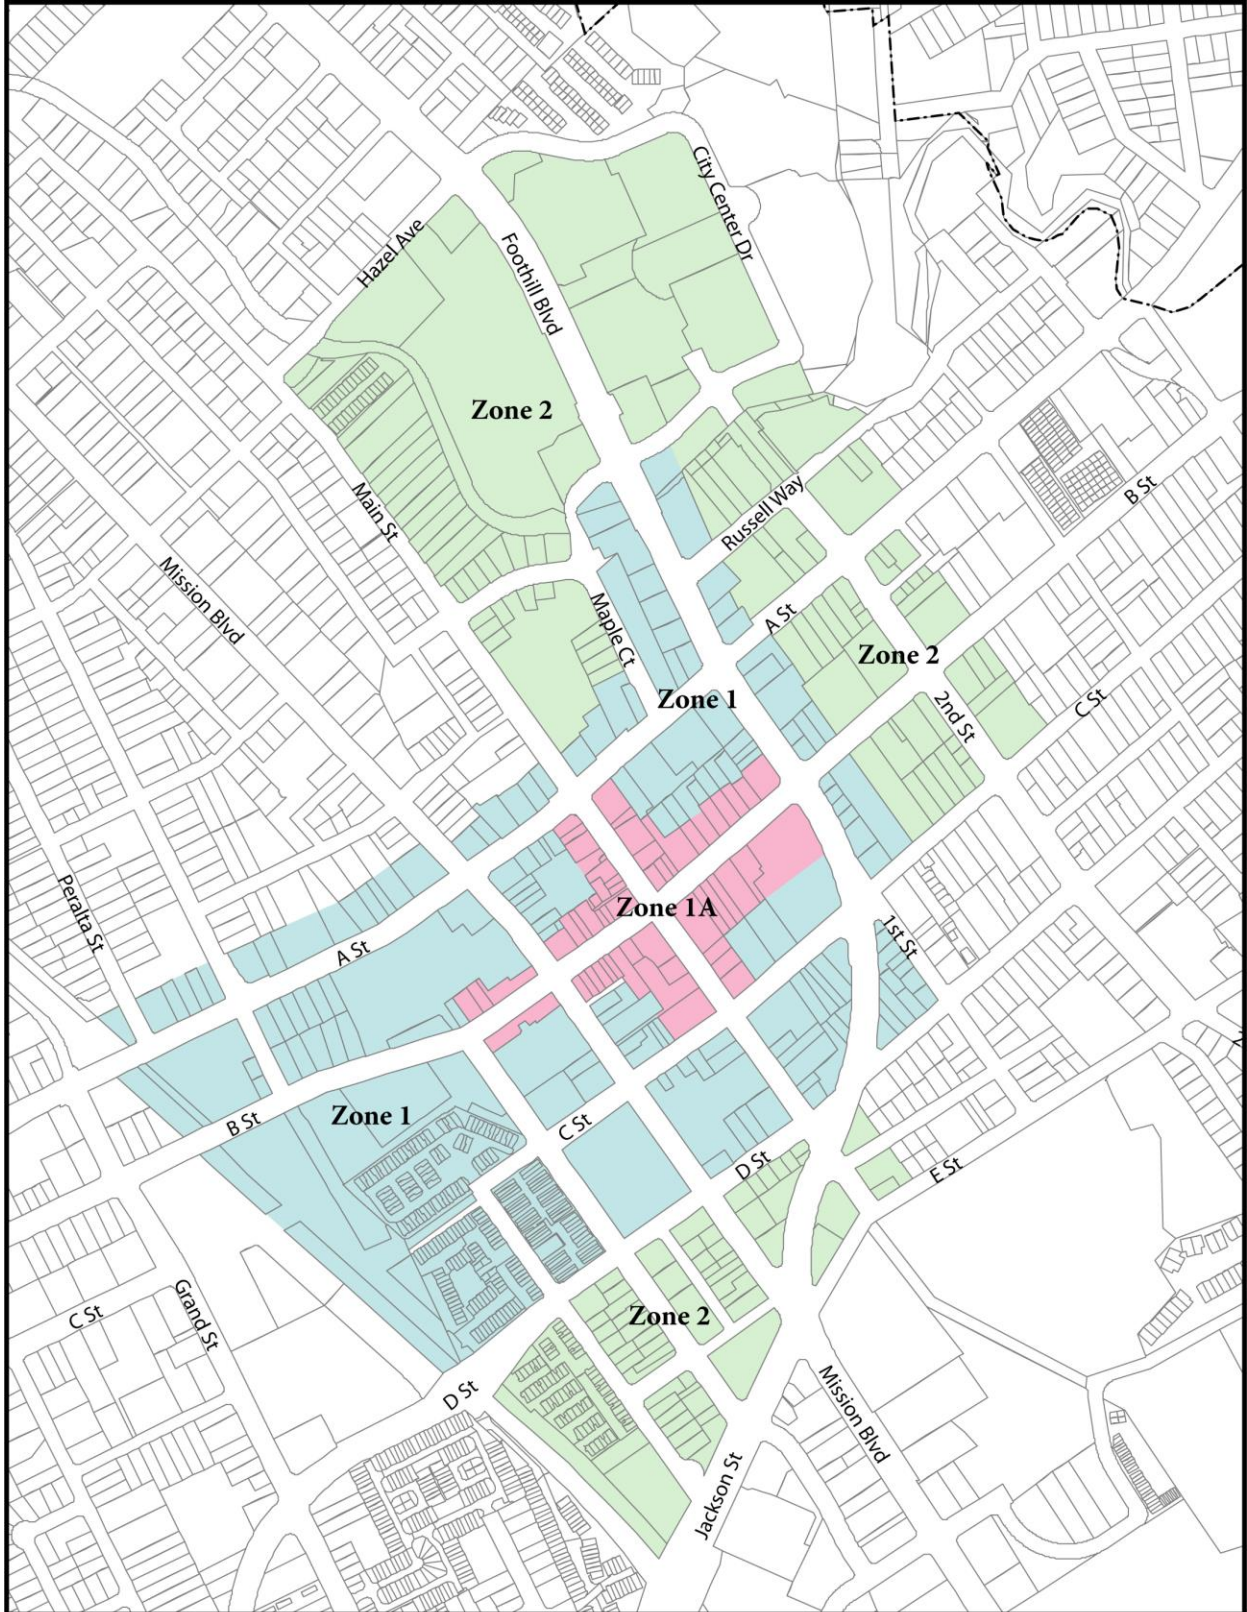 City Center Dr
Hazel Ave
Foothill Blvd
Zone 2
Main St
B St
Russell Way
Mission Blvd
Maple Ct
A St
Zone 2
Zone 1
2nd St
C St
Peralta St
Zone 1A
A St
1st St
Zone 1
B St
C St
D St
E St
Grand St
C St
Zone 2
D St
Mission Blvd
Jackson St